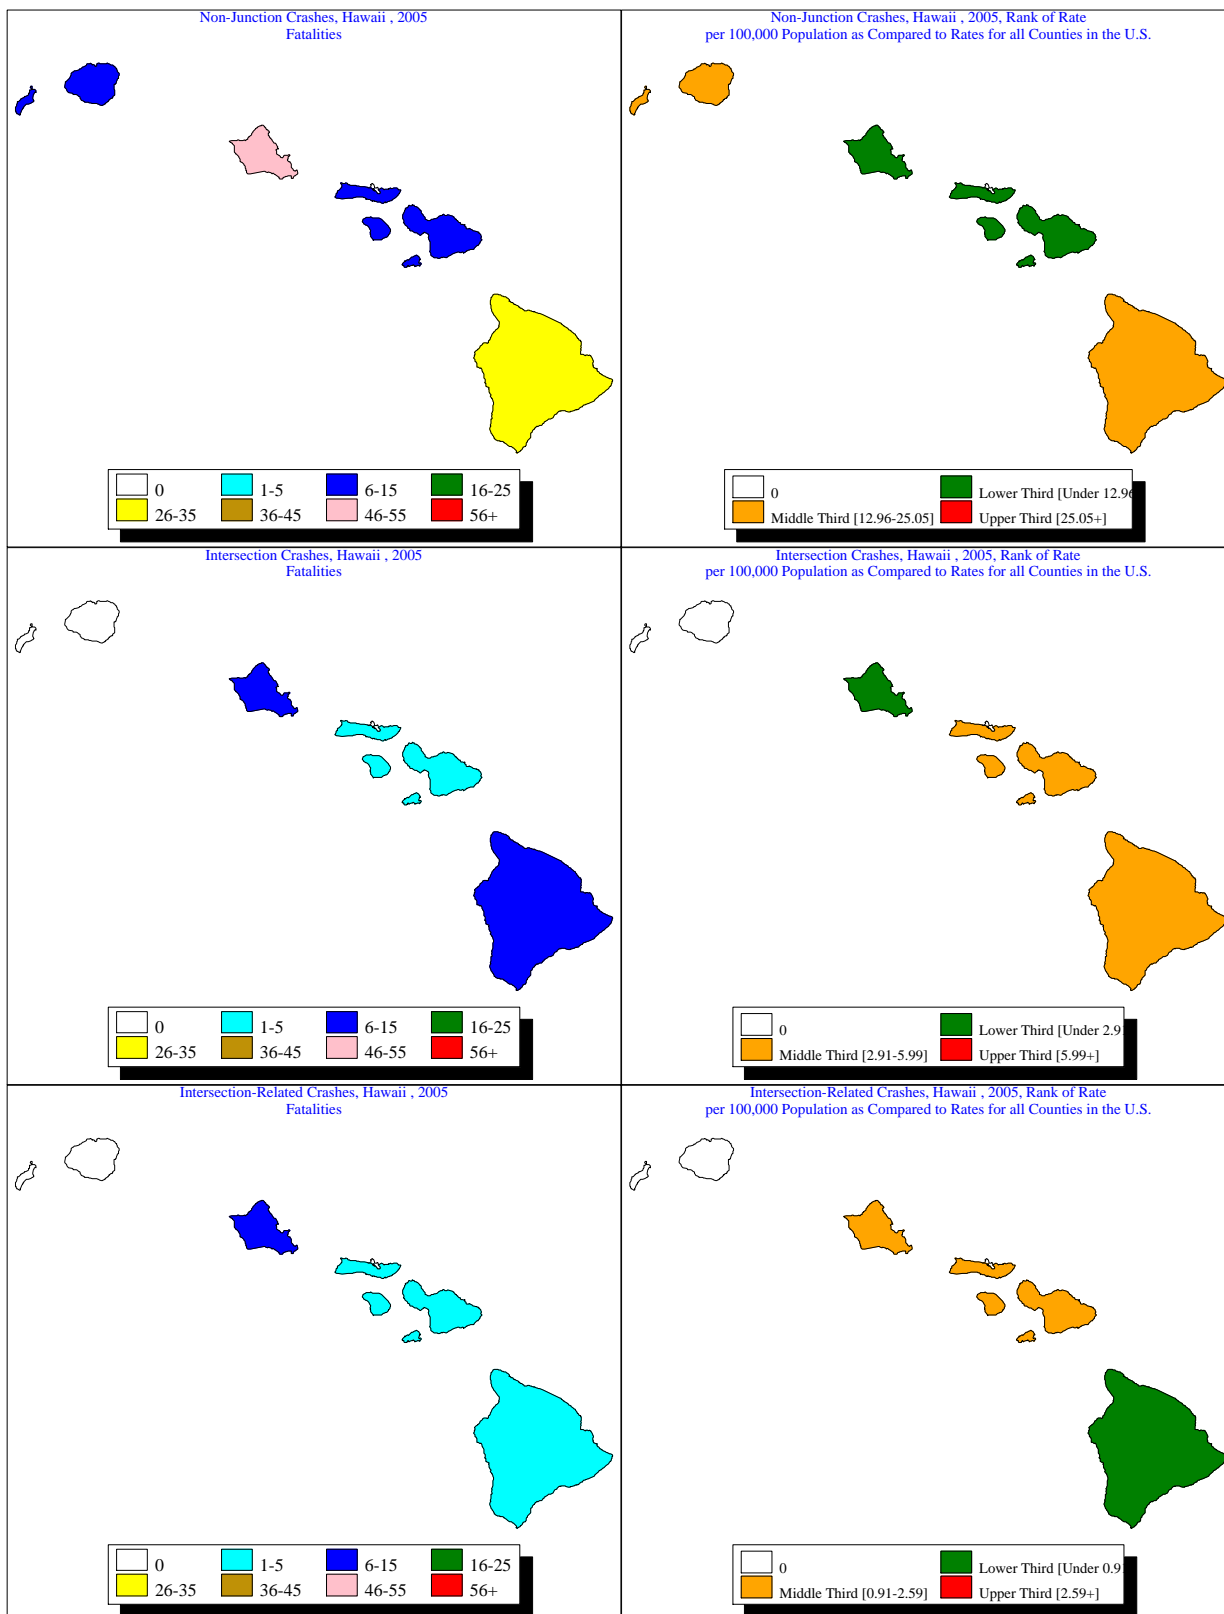 Non-Junction Crashes, Hawaii , 2005
Fatalities
0 1-5 6-15 16-25
26-35 36-45 46-55 56+
Non-Junction Crashes, Hawaii , 2005, Rank of Rate
per 100,000 Population as Compared to Rates for all Counties in the U.S.
0 Lower Third [Under 12.96
Middle Third [12.96-25.05] Upper Third [25.05+]
Intersection Crashes, Hawaii , 2005
Fatalities
0 1-5 6-15 16-25
26-35 36-45 46-55 56+
Intersection Crashes, Hawaii , 2005, Rank of Rate
per 100,000 Population as Compared to Rates for all Counties in the U.S.
0 Lower Third [Under 2.91
Middle Third [2.91-5.99] Upper Third [5.99+]
Intersection-Related Crashes, Hawaii , 2005
Fatalities
0 1-5 6-15 16-25
26-35 36-45 46-55 56+
Intersection-Related Crashes, Hawaii , 2005, Rank of Rate
per 100,000 Population as Compared to Rates for all Counties in the U.S.
0 Lower Third [Under 0.91
Middle Third [0.91-2.59] Upper Third [2.59+]